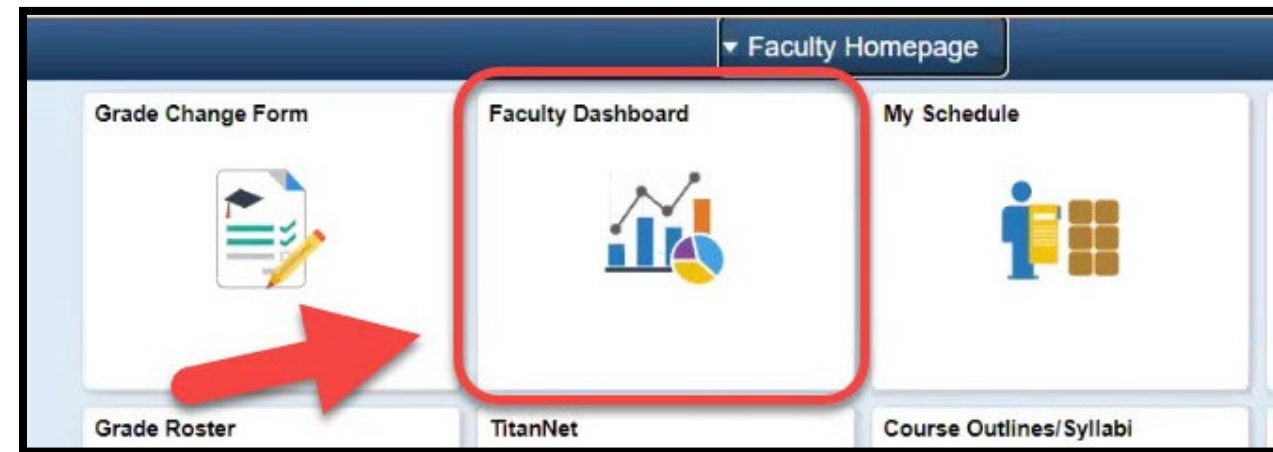 Faculty Homepage
Grade Change Form
Faculty Dashboard
My Schedule
Grade Roster
TitanNet
Course Outlines/Syllabi